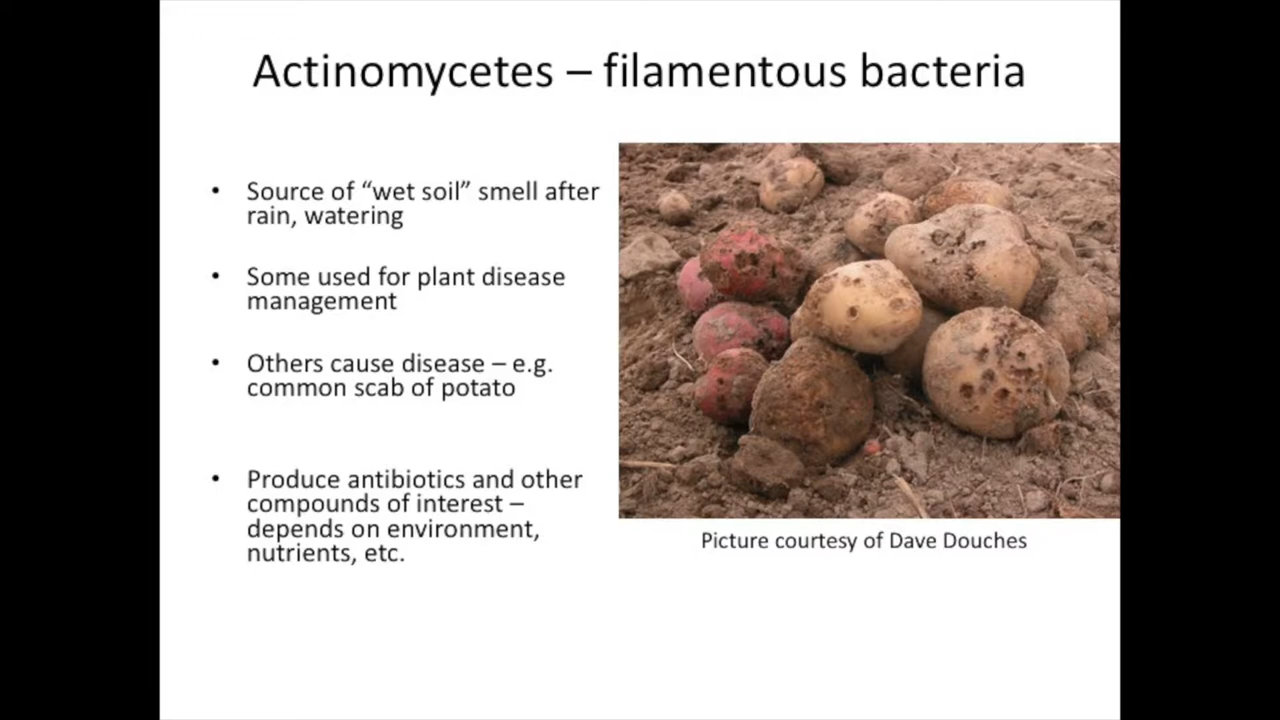 Actinomycetes – filamentous bacteria
• Source of “wet soil” smell after
rain, watering
• Some used for plant disease
management
• Others cause disease – e.g.
common scab of potato
• Produce antibiotics and other
compounds of interest –
depends on environment,
nutrients, etc.
Picture courtesy of Dave Douches